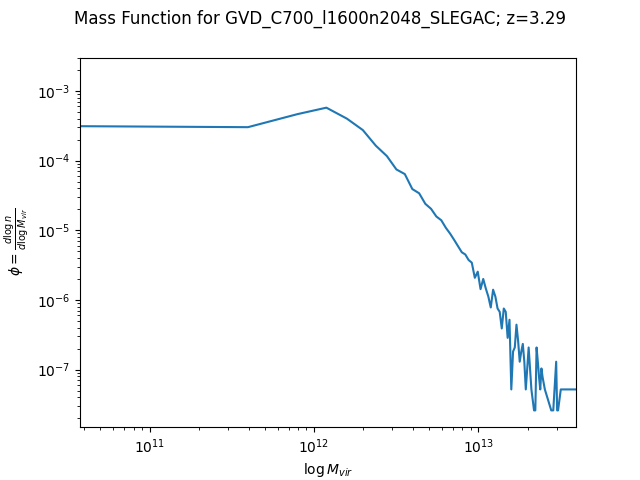 Mass Function for GVD_C700_l1600n2048_SLEGAC; z=3.29
10⁻³
10⁻⁴
10⁻⁵
10⁻⁶
10⁻⁷
ϕ = d log n / d log M_vir
10¹¹
10¹²
10¹³
log M_vir